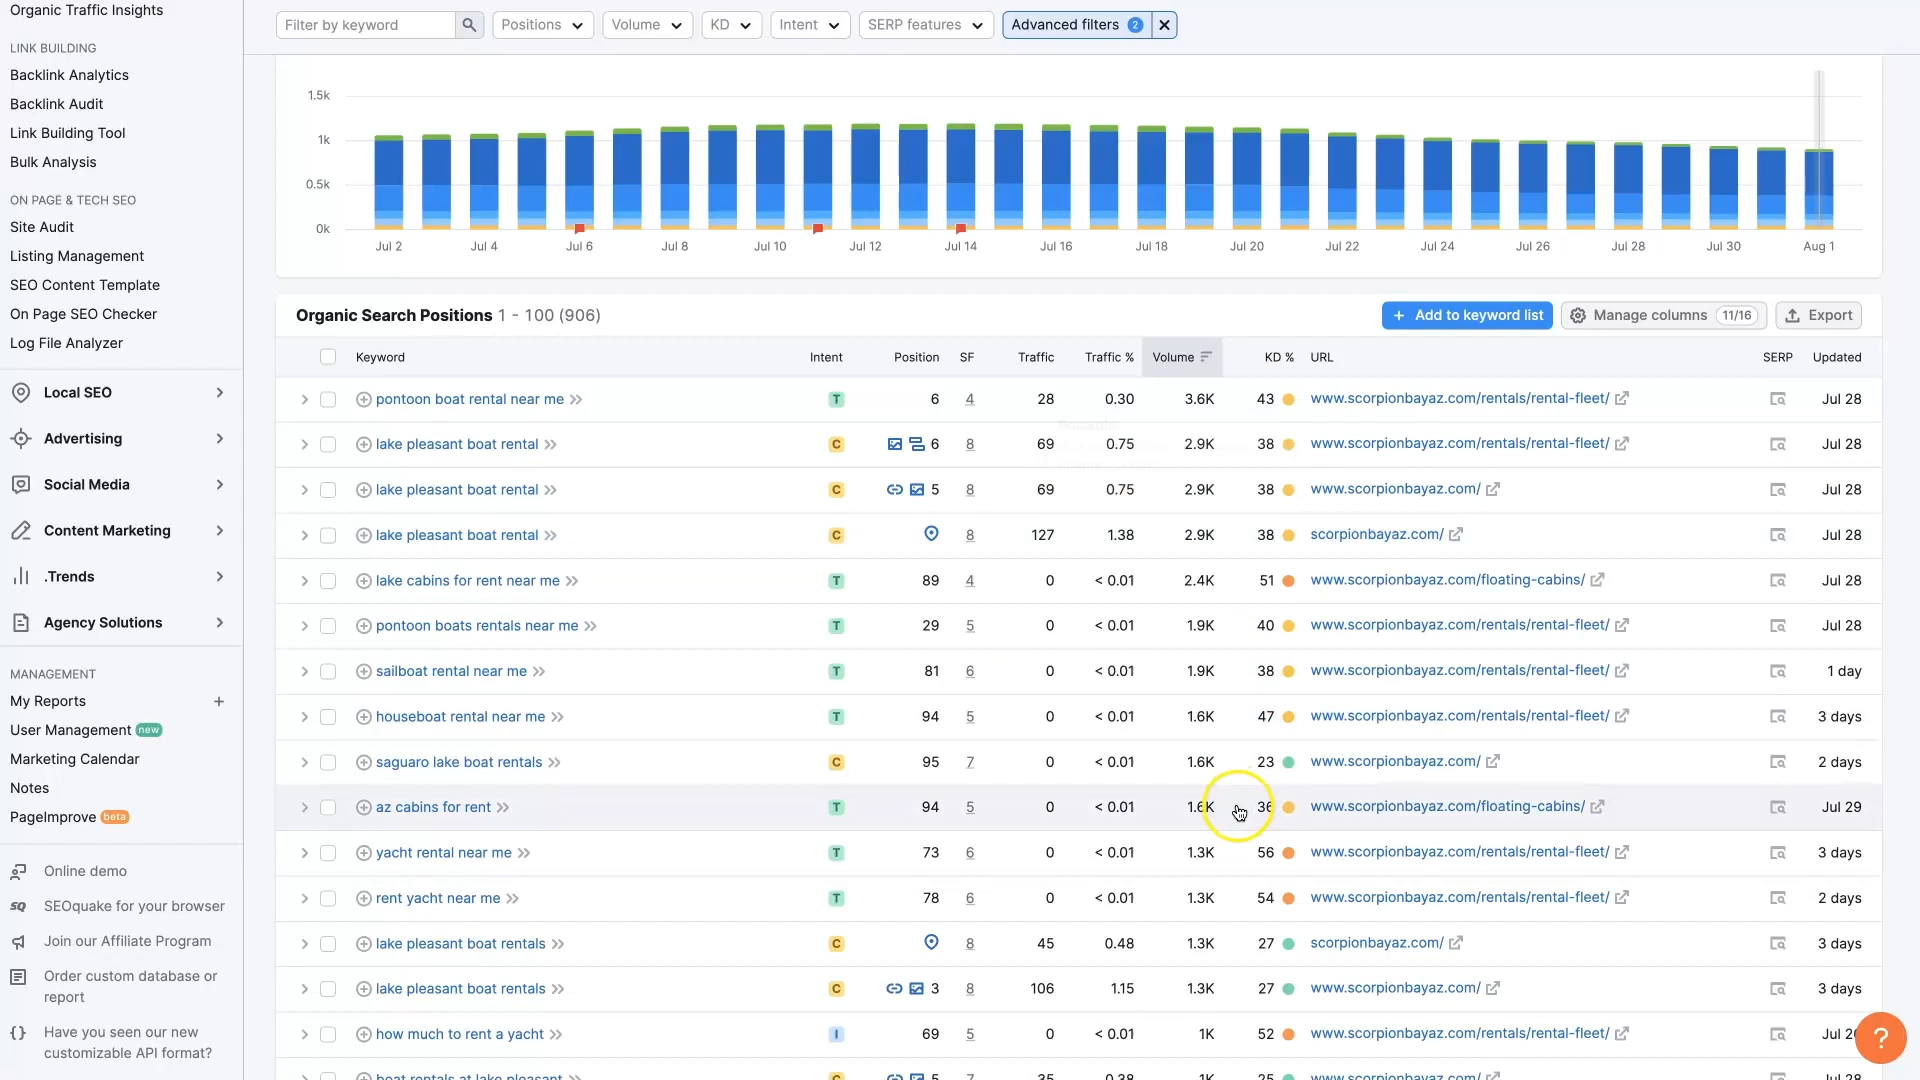 Organic Traffic Insights
LINK BUILDING
Backlink Analytics
Backlink Audit
Link Building Tool
Bulk Analysis
ON PAGE & TECH SEO
Site Audit
Listing Management
SEO Content Template
On Page SEO Checker
Log File Analyzer
Local SEO
Advertising
Social Media
Content Marketing
.Trends
Agency Solutions
MANAGEMENT
My Reports +
User Management new
Marketing Calendar
Notes
PageImprove beta
Online demo
SEOquake for your browser
Join our Affiliate Program
Order custom database or
report
Have you seen our new
customizable API format?
Filter by keyword Positions Volume KD Intent SERP features Advanced filters 2
1.5k
1k
0.5k
0k
Jul 2 Jul 4 Jul 6 Jul 8 Jul 10 Jul 12 Jul 14 Jul 16 Jul 18 Jul 20 Jul 22 Jul 24 Jul 26 Jul 28 Jul 30 Aug 1
Organic Search Positions 1 - 100 (906) + Add to keyword list Manage columns 11/16 Export
Keyword Intent Position SF Traffic Traffic % Volume KD % URL SERP Updated
pontoon boat rental near me T 6 4 28 0.30 3.6K 43 www.scorpionbayaz.com/rentals/rental-fleet/ Jul 28
lake pleasant boat rental C 6 8 69 0.75 2.9K 38 www.scorpionbayaz.com/rentals/rental-fleet/ Jul 28
lake pleasant boat rental C 5 8 69 0.75 2.9K 38 www.scorpionbayaz.com/ Jul 28
lake pleasant boat rental C 8 127 1.38 2.9K 38 scorpionbayaz.com/ Jul 28
lake cabins for rent near me T 89 4 0 < 0.01 2.4K 51 www.scorpionbayaz.com/floating-cabins/ Jul 28
pontoon boats rentals near me T 29 5 0 < 0.01 1.9K 40 www.scorpionbayaz.com/rentals/rental-fleet/ Jul 28
sailboat rental near me T 81 6 0 < 0.01 1.9K 38 www.scorpionbayaz.com/rentals/rental-fleet/ 1 day
houseboat rental near me T 94 5 0 < 0.01 1.6K 47 www.scorpionbayaz.com/rentals/rental-fleet/ 3 days
saguaro lake boat rentals C 95 7 0 < 0.01 1.6K 23 www.scorpionbayaz.com/ 2 days
az cabins for rent T 94 5 0 < 0.01 1.6K 36 www.scorpionbayaz.com/floating-cabins/ Jul 29
yacht rental near me T 73 6 0 < 0.01 1.3K 56 www.scorpionbayaz.com/rentals/rental-fleet/ 3 days
rent yacht near me T 78 6 0 < 0.01 1.3K 54 www.scorpionbayaz.com/rentals/rental-fleet/ 2 days
lake pleasant boat rentals C 8 45 0.48 1.3K 27 scorpionbayaz.com/ 3 days
lake pleasant boat rentals C 3 8 106 1.15 1.3K 27 www.scorpionbayaz.com/ 3 days
how much to rent a yacht I 69 5 0 < 0.01 1K 52 www.scorpionbayaz.com/rentals/rental-fleet/ Jul
boat rentals at lake pleasant C 5 7 35 0.38 1K 25 www.scorpionbayaz.com/ Jul 28
?